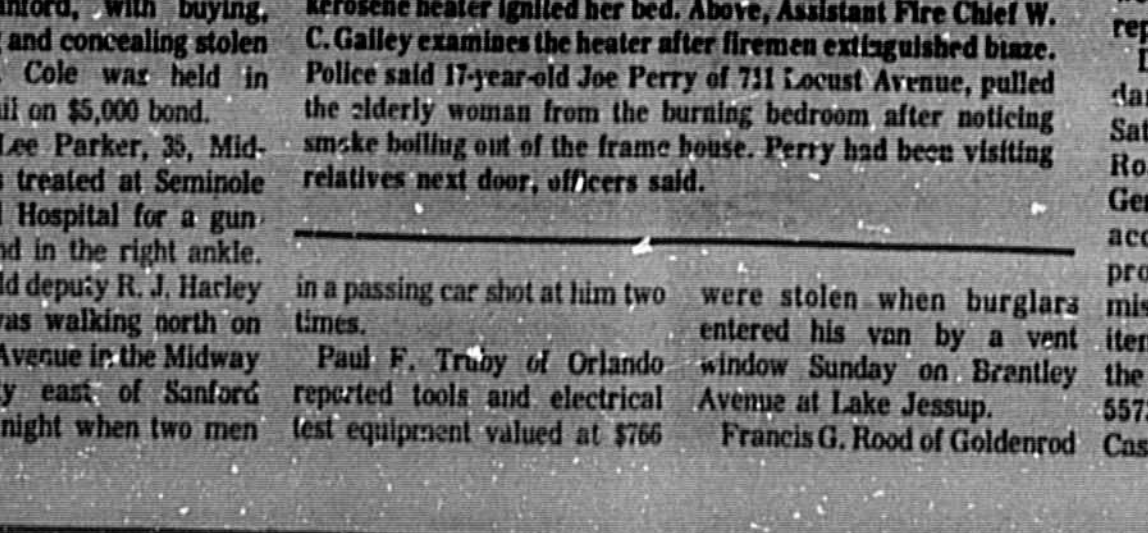 with buying,
and concealing stolen
Cole was held in
on $5,000 bond.
Lee Parker, 35, Mid-
treated at Seminole
Hospital for a gun-
in the right ankle.
deputy R. J. Harley
walking north on
Avenue in the Midway
east of Sanford
night when two men
kerosene heater ignited her bed. Above, Assistant Fire Chief W.
C. Gailey examines the heater after firemen extinguished blaze.
Police said 17-year-old Joe Perry of 711 Locust Avenue, pulled
the elderly woman from the burning bedroom after noticing
smoke boiling out of the frame house. Perry had been visiting
relatives next door, officers said.
in a passing car shot at him two
times.
Paul F. Truby of Orlando
reported tools and electrical
test equipment valued at $766
were stolen when burglars
entered his van by a vent
window Sunday on Brantley
Avenue at Lake Jessup.
Francis G. Rood of Goldenrod
the